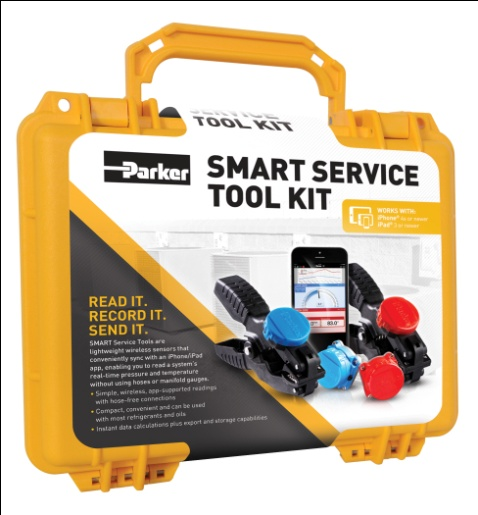 SERVICE
TOOL KIT
Parker
SMART SERVICE
TOOL KIT
WORKS WITH:
iPhone® 4s or newer
iPad® 3 or newer
READ IT.
RECORD IT.
SEND IT.
SMART Service Tools are
lightweight wireless sensors that
conveniently sync with an iPhone/iPad
app, enabling you to read a system's
real-time pressure and temperature
without using hoses or manifold gauges.
• Simple, wireless, app-supported readings
with hose-free connections
• Compact, convenient and can be used
with most refrigerants and oils
• Instant data calculations plus export and storage capabilities